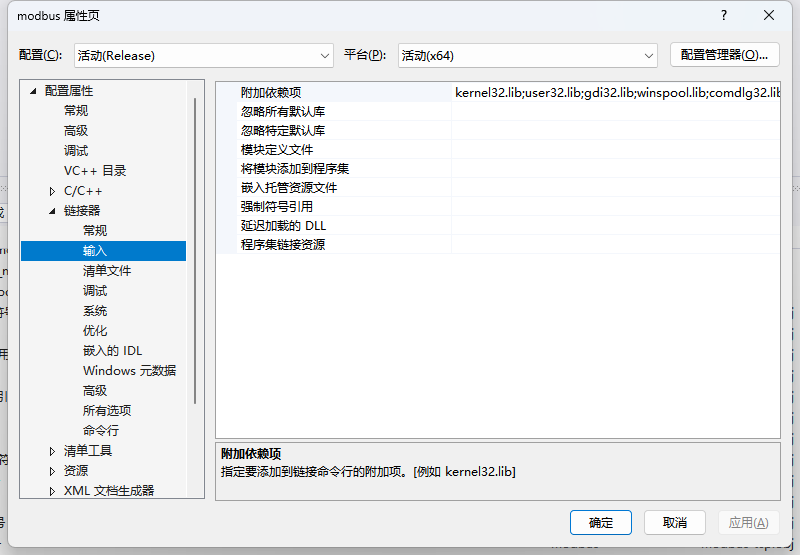 modbus 属性页
?
配置(C): 活动(Release) 平台(P): 活动(x64) 配置管理器(O)...
配置属性
常规
高级
调试
VC++ 目录
C/C++
链接器
常规
输入
清单文件
调试
系统
优化
嵌入的 IDL
Windows 元数据
高级
所有选项
命令行
清单工具
资源
XML 文档生成器
附加依赖项 kernel32.lib;user32.lib;gdi32.lib;winspool.lib;comdlg32.lib
忽略所有默认库
忽略特定默认库
模块定义文件
将模块添加到程序集
嵌入托管资源文件
强制符号引用
延迟加载的 DLL
程序集链接资源
附加依赖项
指定要添加到链接命令行的附加项。[例如 kernel32.lib]
确定 取消 应用(A)